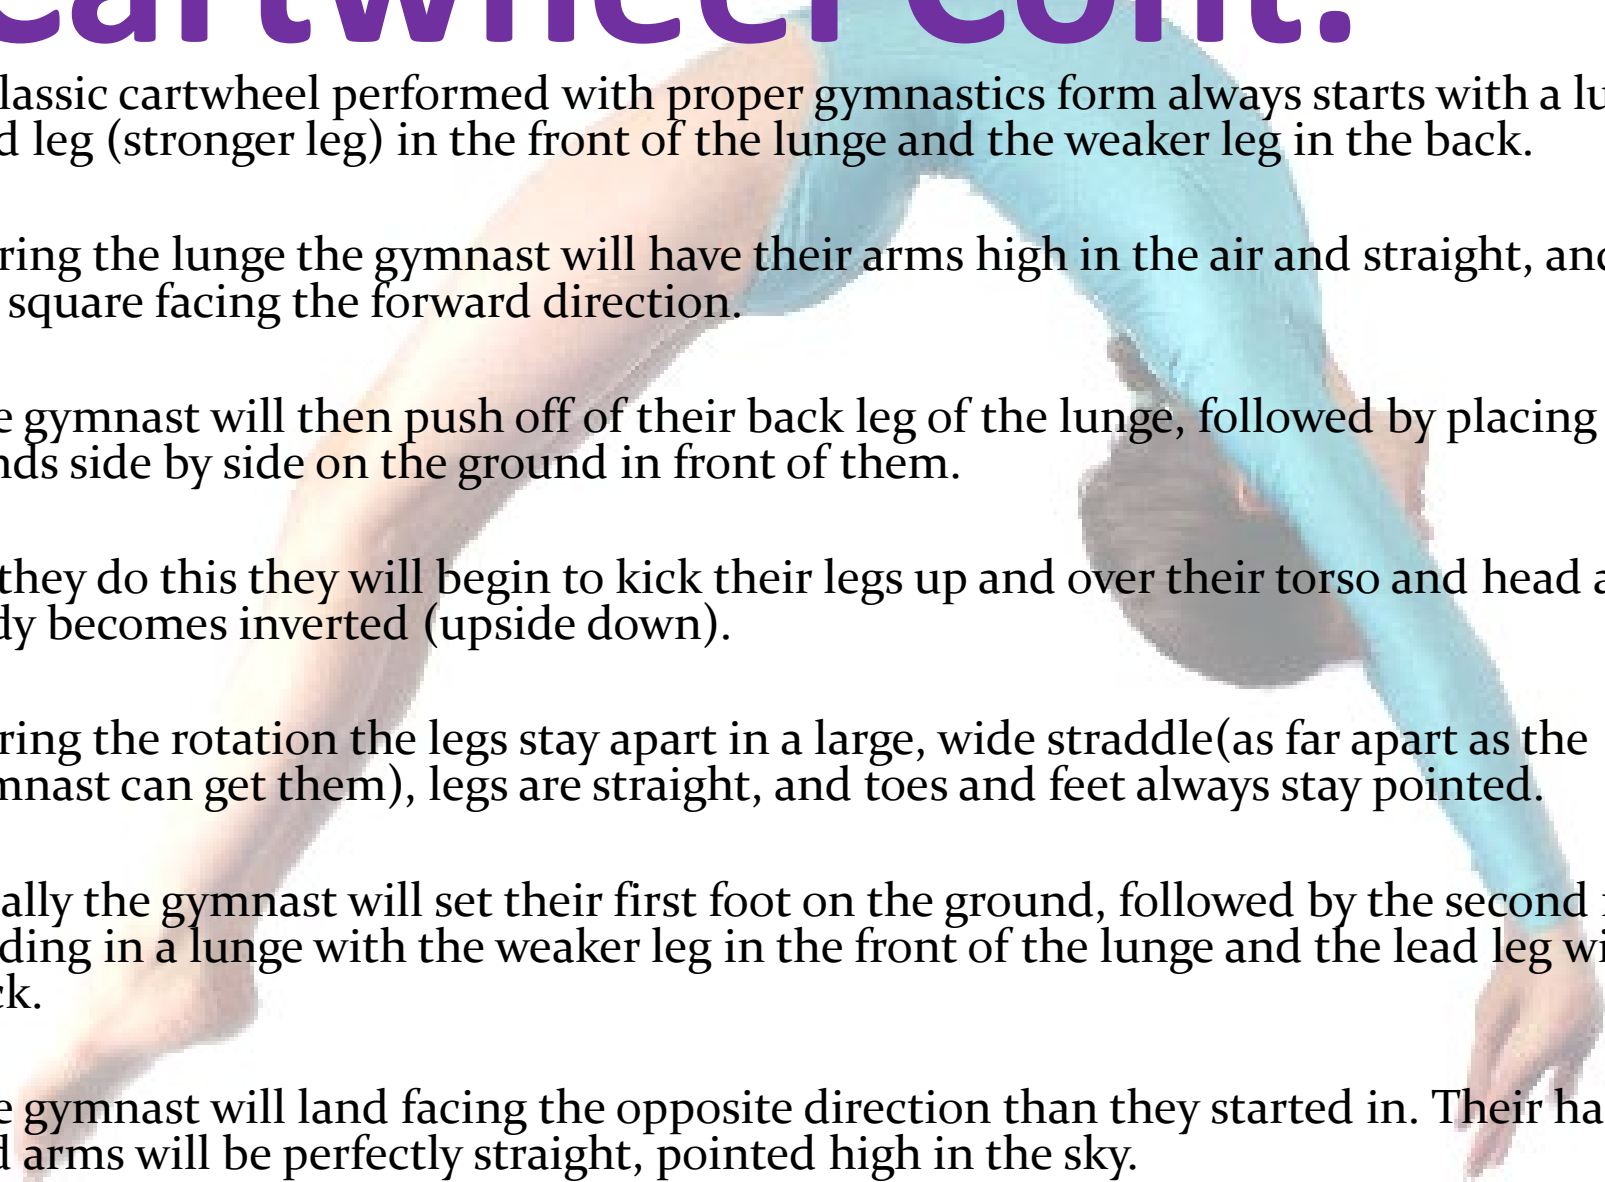 Cartwheel Cont.
lassic cartwheel performed with proper gymnastics form always starts with a lu
d leg (stronger leg) in the front of the lunge and the weaker leg in the back.
ring the lunge the gymnast will have their arms high in the air and straight, and
square facing the forward direction.
e gymnast will then push off of their back leg of the lunge, followed by placing
nds side by side on the ground in front of them.
they do this they will begin to kick their legs up and over their torso and head a
dy becomes inverted (upside down).
ring the rotation the legs stay apart in a large, wide straddle(as far apart as the
mnast can get them), legs are straight, and toes and feet always stay pointed.
ally the gymnast will set their first foot on the ground, followed by the second
ding in a lunge with the weaker leg in the front of the lunge and the lead leg wi
ck.
e gymnast will land facing the opposite direction than they started in. Their ha
d arms will be perfectly straight, pointed high in the sky.